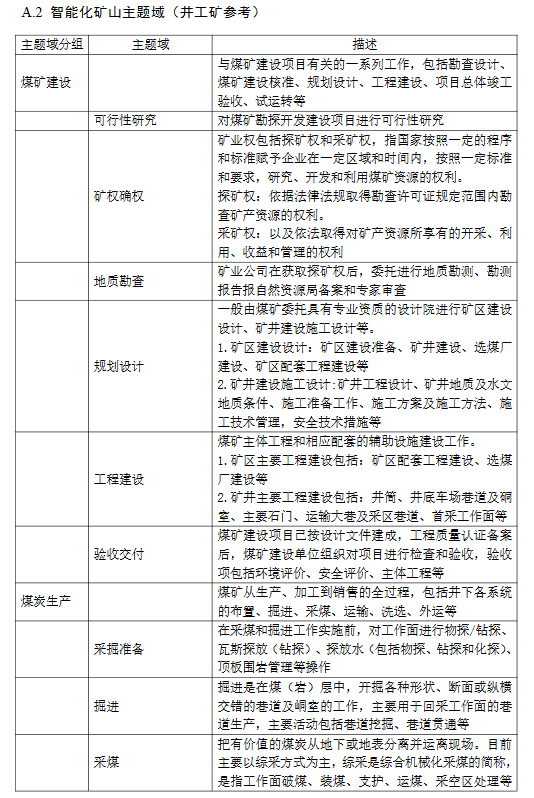 A.2 智能化矿山主题域（井工矿参考）
主题域分组 主题域 描述
煤矿建设 与煤矿建设项目有关的一系列工作，包括勘查设计、
煤矿建设核准、规划设计、工程建设、项目总体竣工
验收、试运转等
可行性研究 对煤矿勘探开发建设项目进行可行性研究
矿业权包括探矿权和采矿权，指国家按照一定的程序
和标准赋予企业在一定区域和时间内，按照一定标准
和要求，研究、开发和利用煤矿资源的权利。
矿权确权 探矿权：依据法律法规取得勘查许可证规定范围内勘
查矿产资源的权利。
采矿权：以及依法取得对矿产资源所享有的开采、利
用、收益和管理的权利
地质勘查 矿业公司在获取探矿权后，委托进行地质勘测、勘测
报告报自然资源局备案和专家审查
一般由煤矿委托具有专业资质的设计院进行矿区建设
设计、矿井建设施工设计等。
1.矿区建设设计：矿区建设准备、矿井建设、选煤厂
规划设计 建设、矿区配套工程建设等
2.矿井建设施工设计：矿井工程设计、矿井地质及水文
地质条件、施工准备工作、施工方案及施工方法、施
工技术管理，安全技术措施等
煤矿主体工程和相应配套的辅助设施建设工作。
1.矿区主要工程建设包括：矿区配套工程建设、选煤
工程建设 厂建设等
2.矿井主要工程建设包括：井筒、井底车场巷道及硐
室、主要石门、运输大巷及采区巷道、首采工作面等
煤矿建设项目已按设计文件建成，工程质量认证备案
验收交付 后，煤矿建设单位组织对项目进行检查和验收，验收
项包括环境评价、安全评价、主体工程等
煤炭生产 煤矿从生产、加工到销售的全过程，包括井下各系统
的布置、掘进、采煤、运输、洗选、外运等
在采煤和掘进工作实施前，对工作面进行物探/钻探、
采掘准备 瓦斯探放（钻探）、探放水（包括物探、钻探和化探）、
顶板围岩管理等操作
掘进是在煤（岩）层中，开掘各种形状、断面或纵横
掘进 交错的巷道及峒室的工作，主要用于回采工作面的巷
道生产，主要活动包括巷道挖掘、巷道贯通等
把有价值的煤炭从地下或地表分离并运离现场。目前
采煤 主要以综采方式为主，综采是综合机械化采煤的简称，
是指工作面破煤、装煤、支护、运煤、采空区处理等